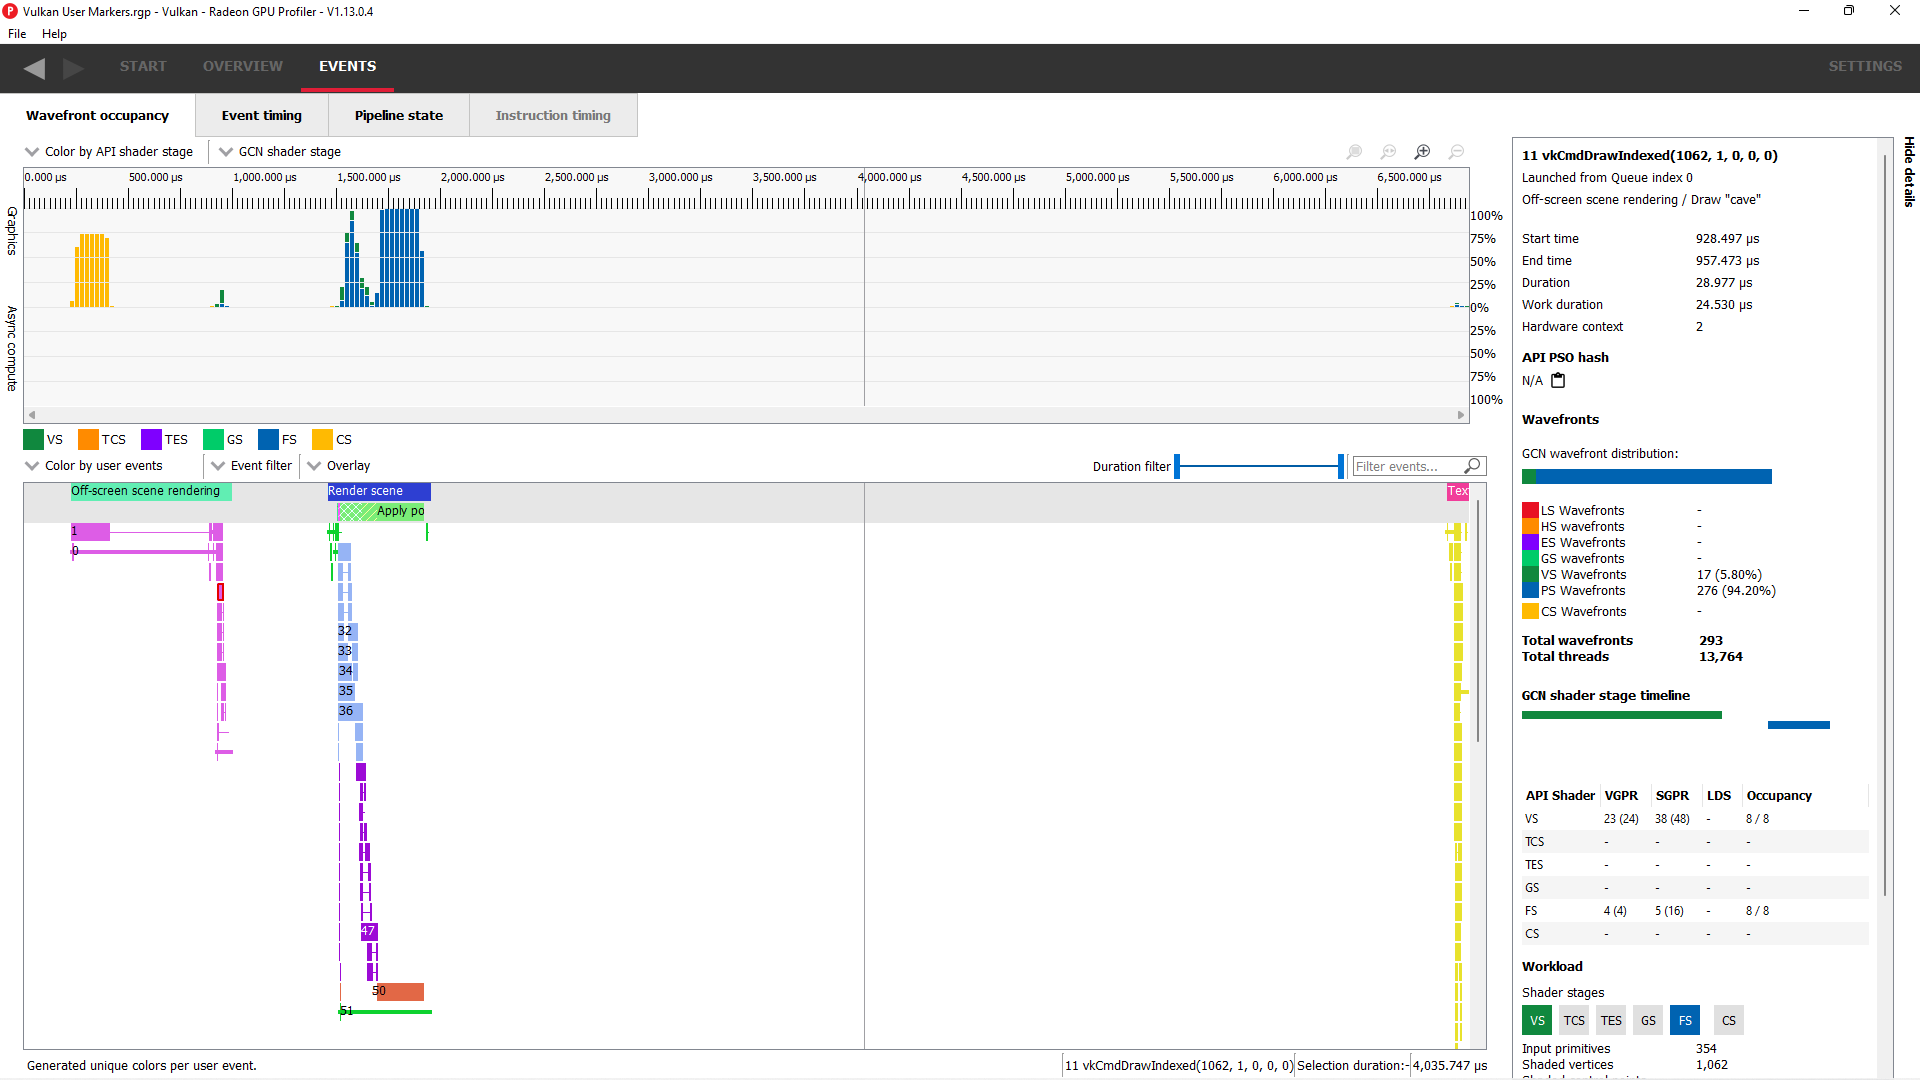 Vulkan User Markers.rgp - Vulkan - Radeon GPU Profiler - V1.13.0.4
File Help
START OVERVIEW EVENTS SETTINGS
Wavefront occupancy Event timing Pipeline state Instruction timing
Color by API shader stage GCN shader stage
0.000 µs 500.000 µs 1,000.000 µs 1,500.000 µs 2,000.000 µs 2,500.000 µs 3,000.000 µs 3,500.000 µs 4,000.000 µs 4,500.000 µs 5,000.000 µs 5,500.000 µs 6,000.000 µs 6,500.000 µs
Graphics
100%
75%
50%
25%
0%
Async compute
25%
50%
75%
100%
VS TCS TES GS FS CS
Color by user events Event filter Overlay Duration filter Filter events...
Off-screen scene rendering Render scene Tex
Apply po
1
0
32
33
34
35
36
47
50
51
Generated unique colors per user event. 11 vkCmdDrawIndexed(1062, 1, 0, 0, 0) Selection duration:- 4,035.747 µs
Hide details
11 vkCmdDrawIndexed(1062, 1, 0, 0, 0)
Launched from Queue index 0
Off-screen scene rendering / Draw "cave"
Start time 928.497 µs
End time 957.473 µs
Duration 28.977 µs
Work duration 24.530 µs
Hardware context 2
API PSO hash
N/A
Wavefronts
GCN wavefront distribution:
LS Wavefronts -
HS wavefronts -
ES Wavefronts -
GS wavefronts -
VS Wavefronts 17 (5.80%)
PS Wavefronts 276 (94.20%)
CS Wavefronts -
Total wavefronts 293
Total threads 13,764
GCN shader stage timeline
API Shader VGPR SGPR LDS Occupancy
VS 23 (24) 38 (48) - 8 / 8
TCS - - - -
TES - - - -
GS - - - -
FS 4 (4) 5 (16) - 8 / 8
CS - - - -
Workload
Shader stages
VS TCS TES GS FS CS
Input primitives 354
Shaded vertices 1,062